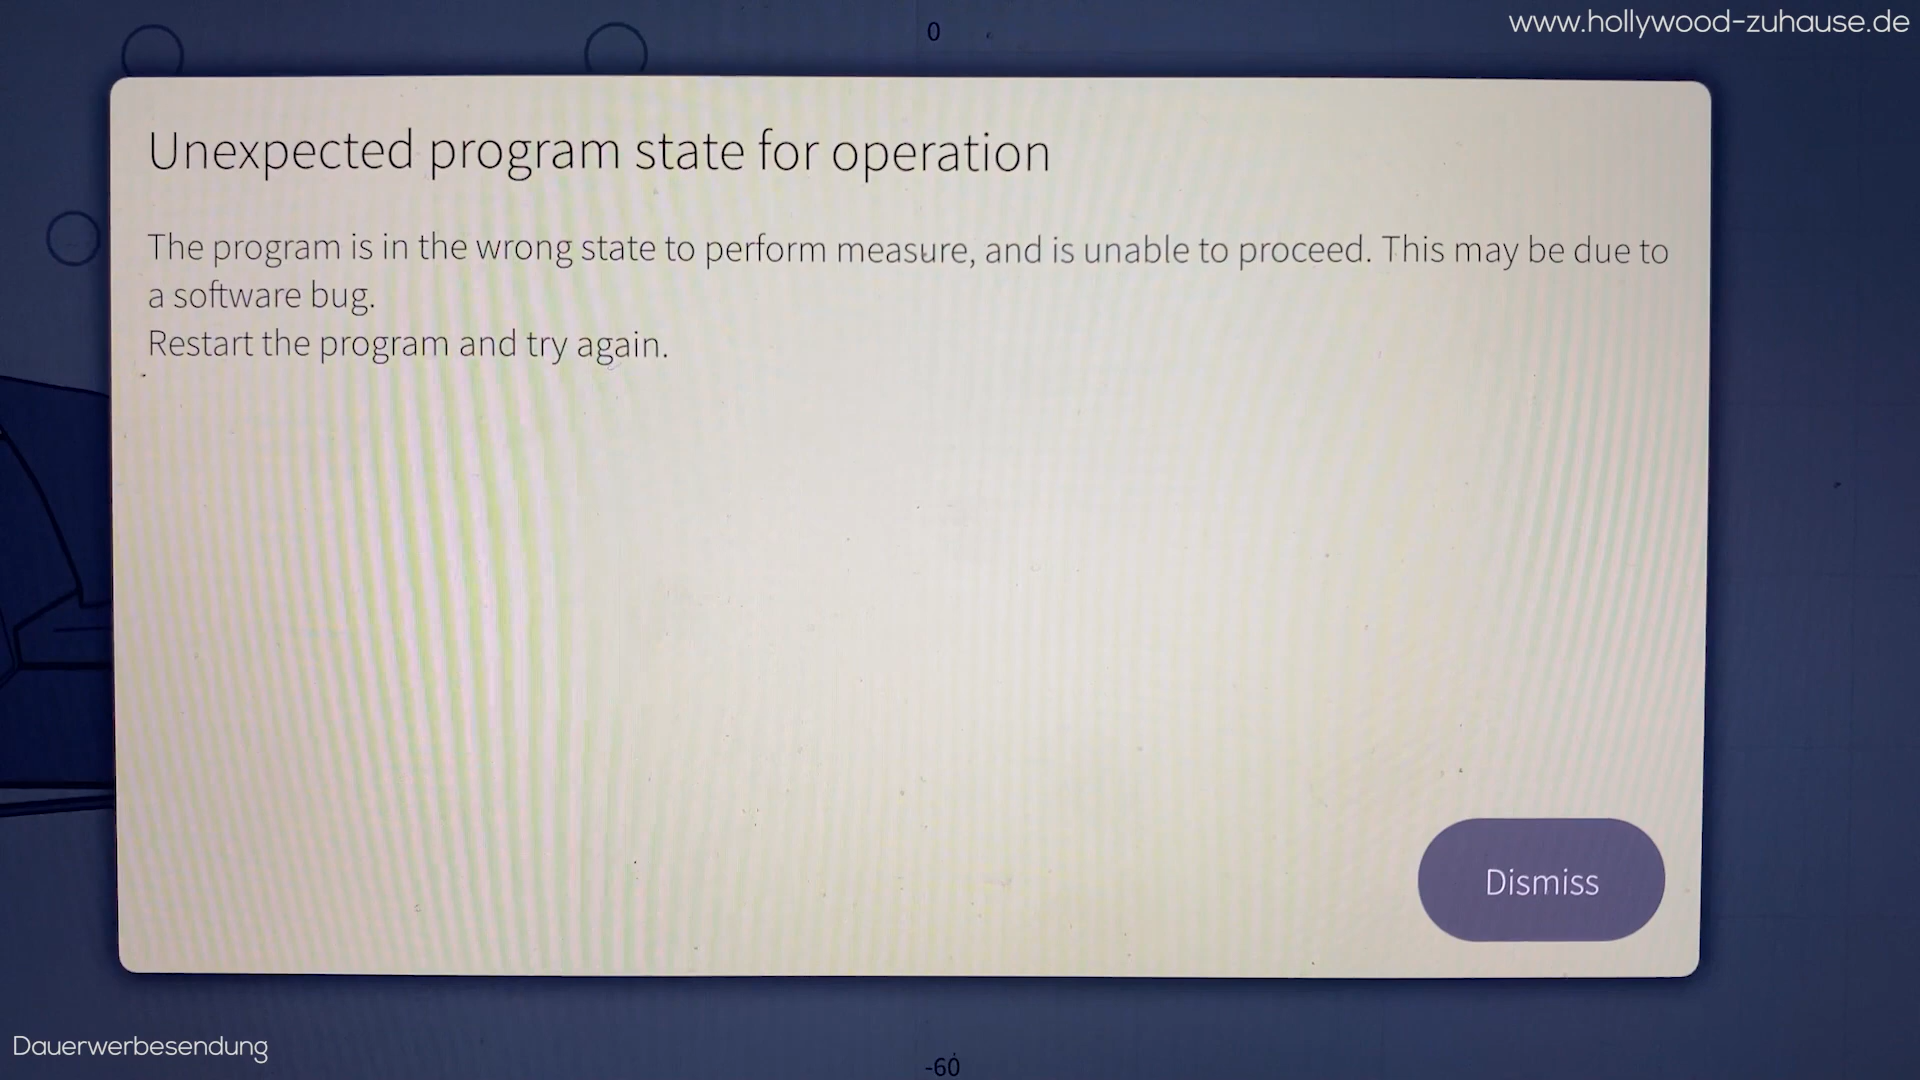 www.hollywood-zuhause.de
0
Unexpected program state for operation
The program is in the wrong state to perform measure, and is unable to proceed. This may be due to
a software bug.
Restart the program and try again.
Dismiss
Dauerwerbesendung
-60